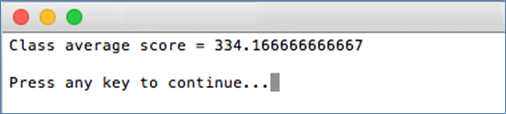 Class average score = 334.166666666667
Press any key to continue...